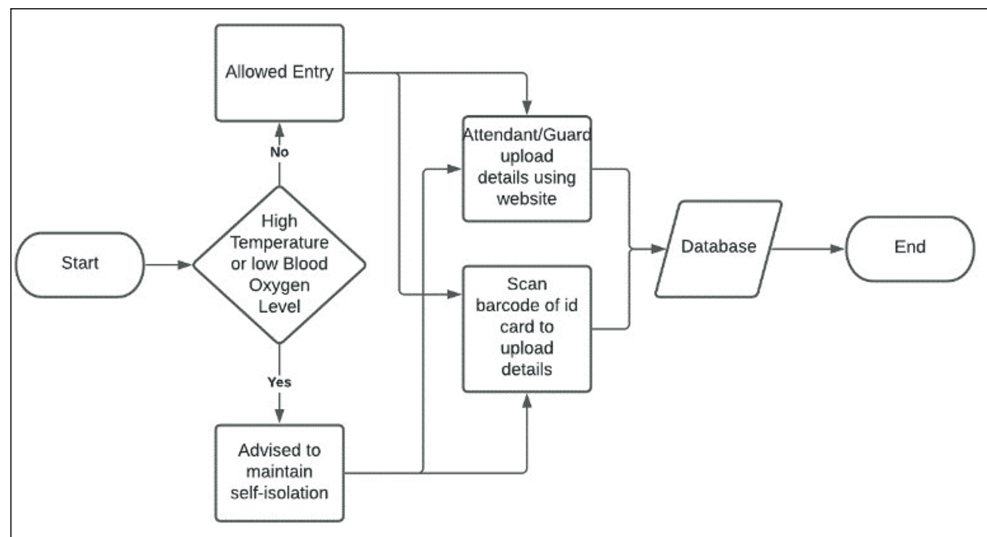 Allowed Entry
No
Start
High
Temperature
or low Blood
Oxygen
Level
Yes
Advised to
maintain
self-isolation
Attendant/Guard
upload
details using
website
Scan
barcode of id
card to
upload
details
Database
End